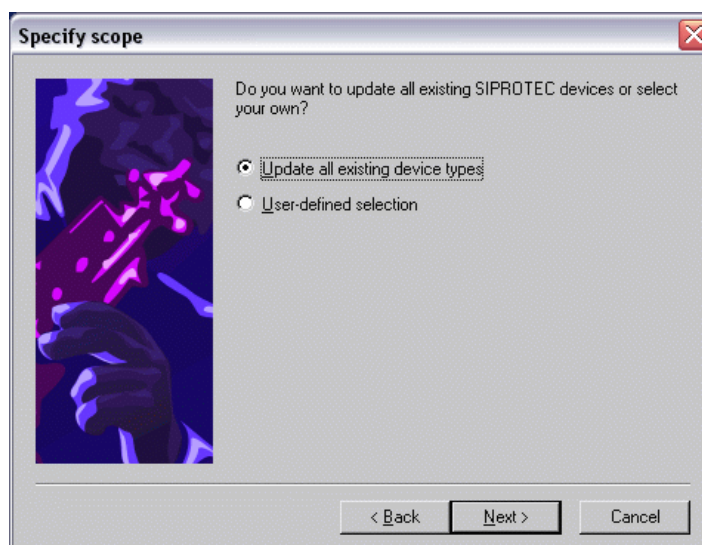 Specify scope
Do you want to update all existing SIPROTEC devices or select
your own?
Update all existing device types
User-defined selection
< Back
Next >
Cancel